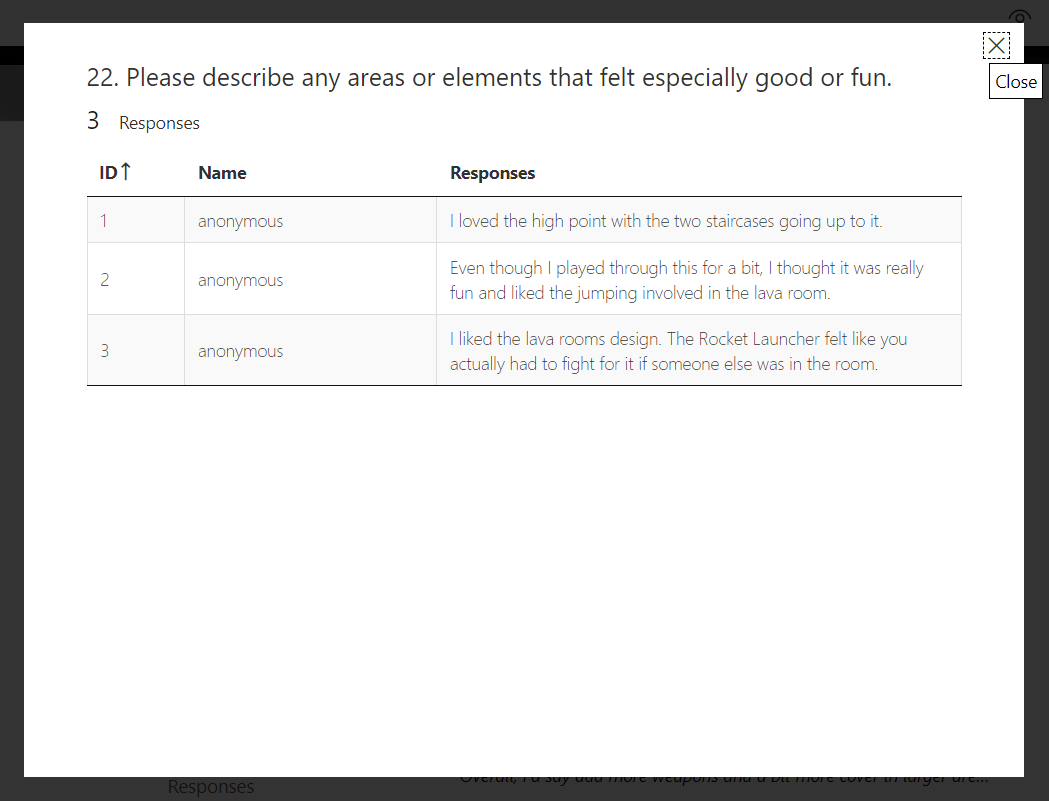 Close
22. Please describe any areas or elements that felt especially good or fun.
3 Responses
ID↑ Name Responses
1 anonymous I loved the high point with the two staircases going up to it.
2 anonymous Even though I played through this for a bit, I thought it was really
fun and liked the jumping involved in the lava room.
3 anonymous I liked the lava rooms design. The Rocket Launcher felt like you
actually had to fight for it if someone else was in the room.
Overall, I'd say add more weapons and a bit more cover in larger are...
Responses